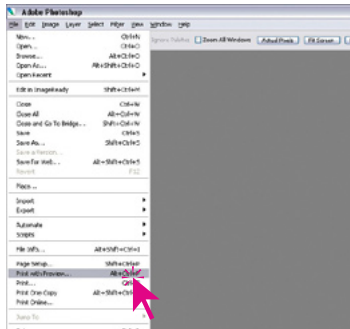 Adobe Photoshop
File Edit Image Layer Select Filter View Window Help
Ignore Palettes Zoom All Windows Actual Pixels Fit Screen
New... Ctrl+N
Open... Ctrl+O
Browse... Alt+Ctrl+O
Open As... Alt+Shift+Ctrl+O
Open Recent
Edit in ImageReady Shift+Ctrl+M
Close Ctrl+W
Close All Alt+Ctrl+W
Close and Go To Bridge... Shift+Ctrl+W
Save Ctrl+S
Save As... Shift+Ctrl+S
Save a Version...
Save for Web... Alt+Shift+Ctrl+S
Revert F12
Place...
Import
Export
Automate
Scripts
File Info... Alt+Shift+Ctrl+I
Page Setup... Shift+Ctrl+P
Print with Preview...
Print...
Print One Copy Alt+Shift+Ctrl+P
Print Online...
Jump To